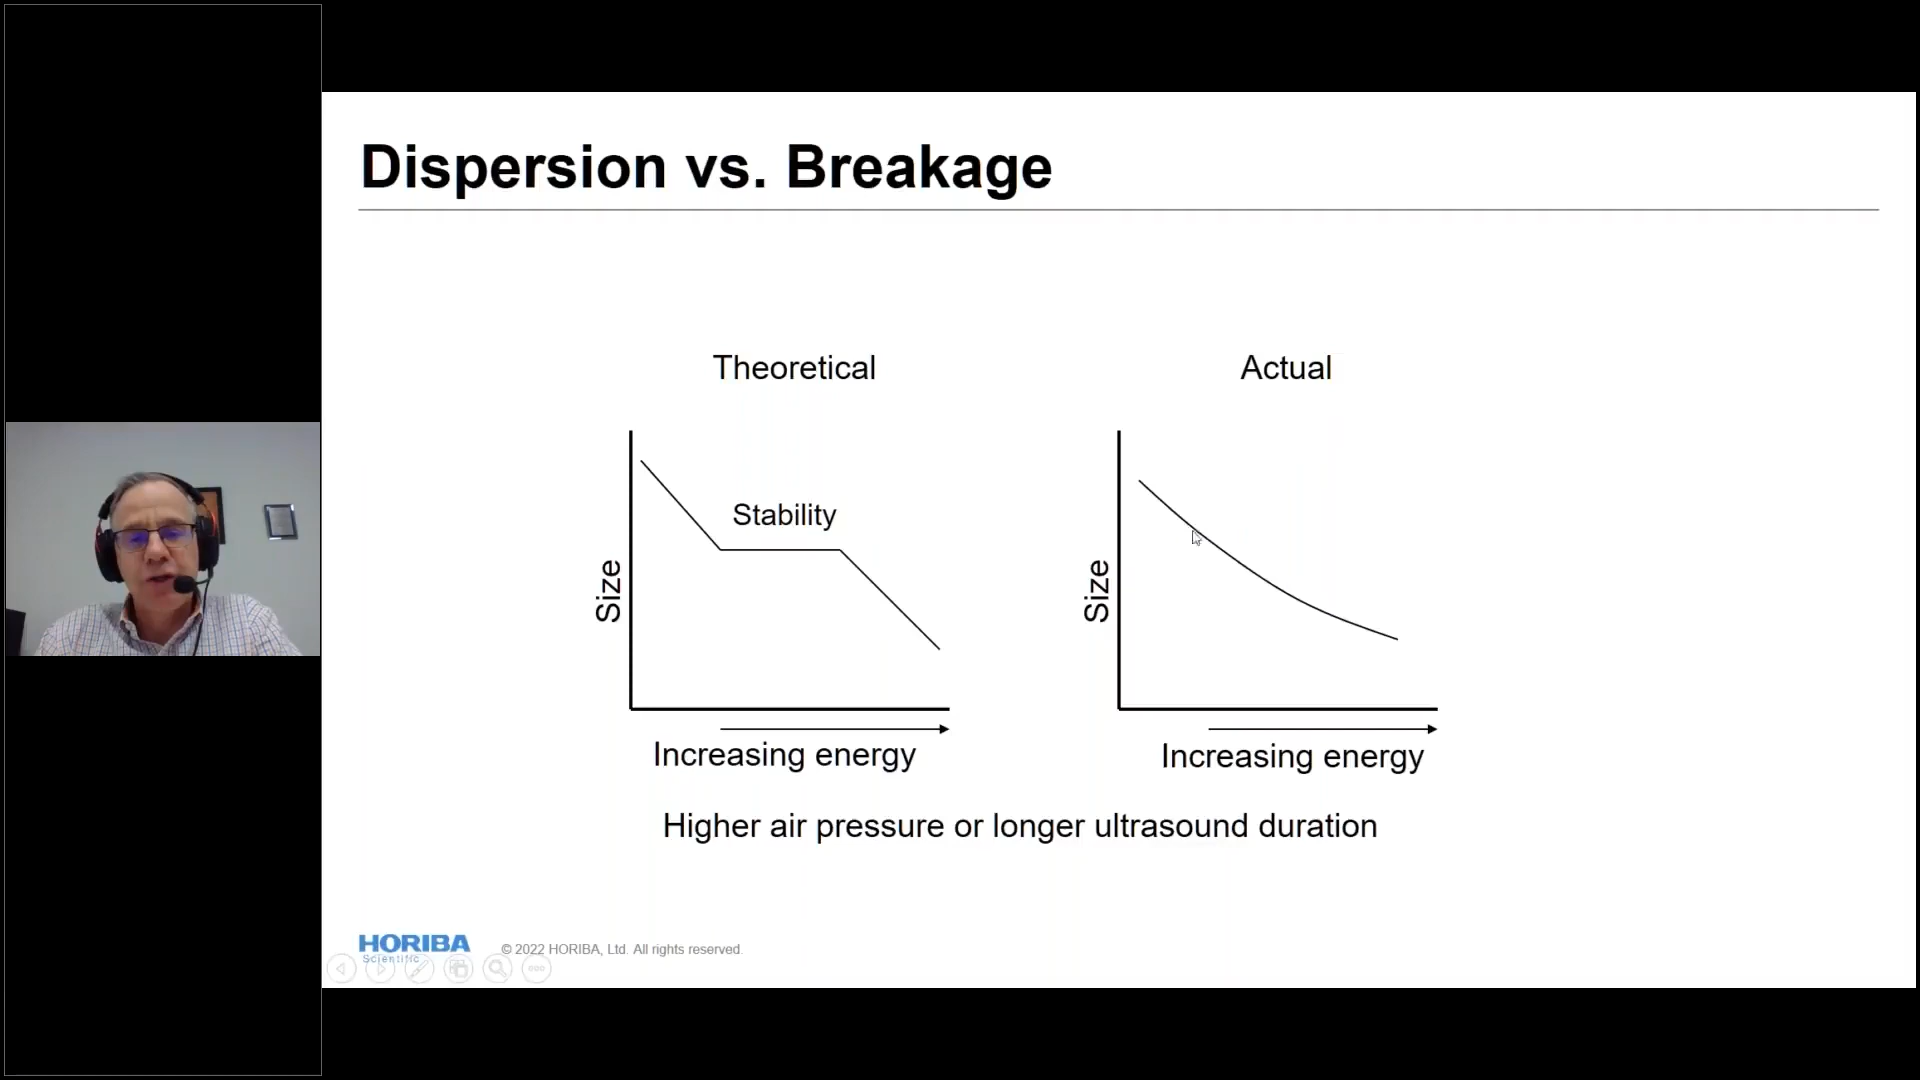 Dispersion vs. Breakage
Theoretical
Stability
Size
Increasing energy
Actual
Size
Increasing energy
Higher air pressure or longer ultrasound duration
HORIBA
Scientific
© 2022 HORIBA, Ltd. All rights reserved.